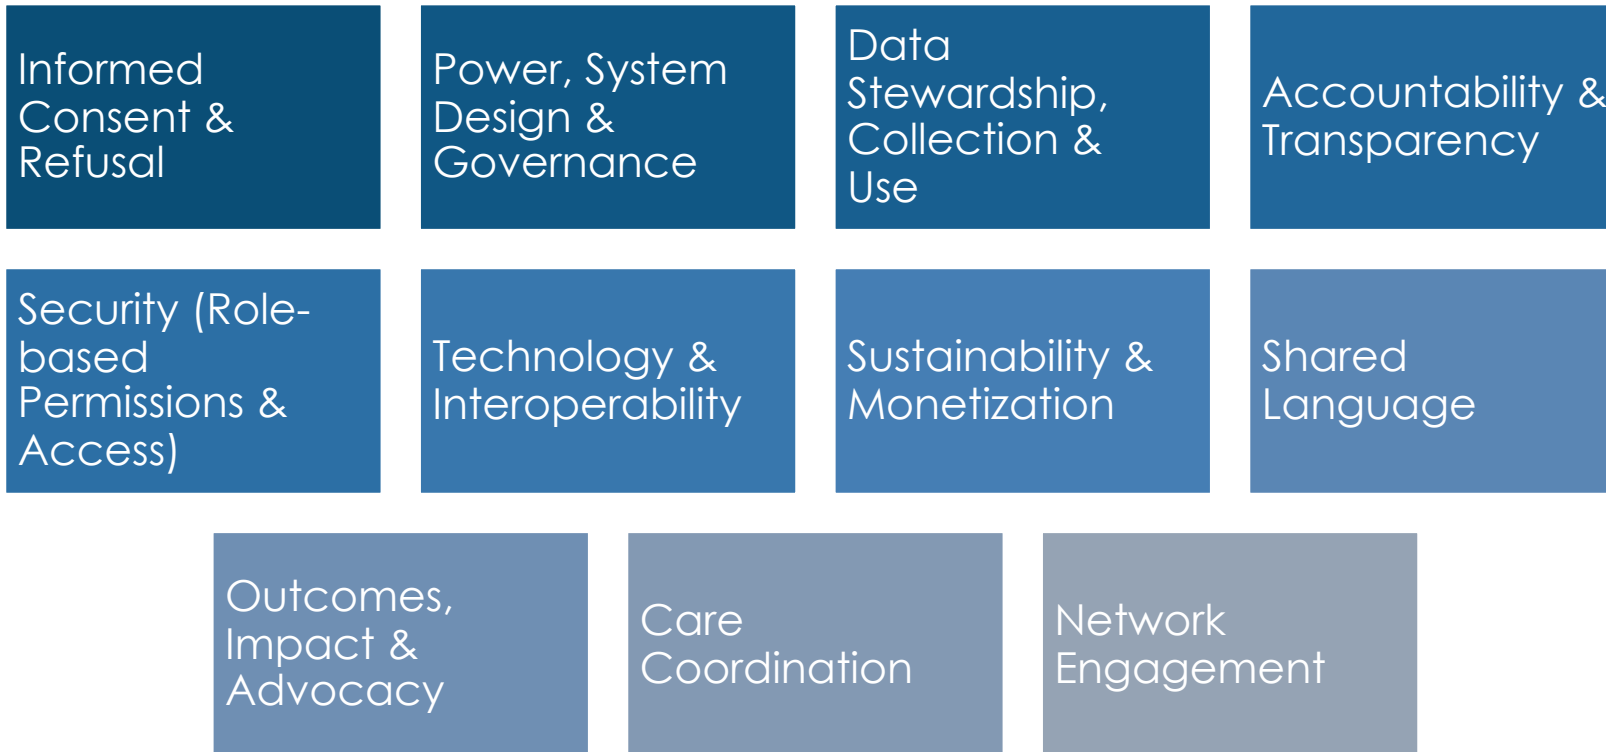 Informed
Consent &
Refusal
Power, System
Design &
Governance
Data
Stewardship,
Collection &
Use
Accountability &
Transparency
Security (Role-
based
Permissions &
Access)
Technology &
Interoperability
Sustainability &
Monetization
Shared
Language
Outcomes,
Impact &
Advocacy
Care
Coordination
Network
Engagement